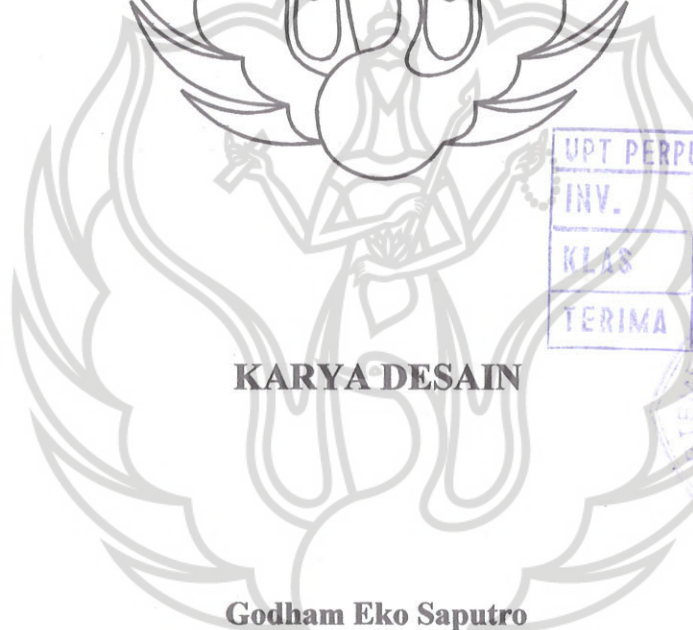 UPT PERPU
INV.
KLAS
TERIMA
KARYA DESAIN
Godham Eko Saputro